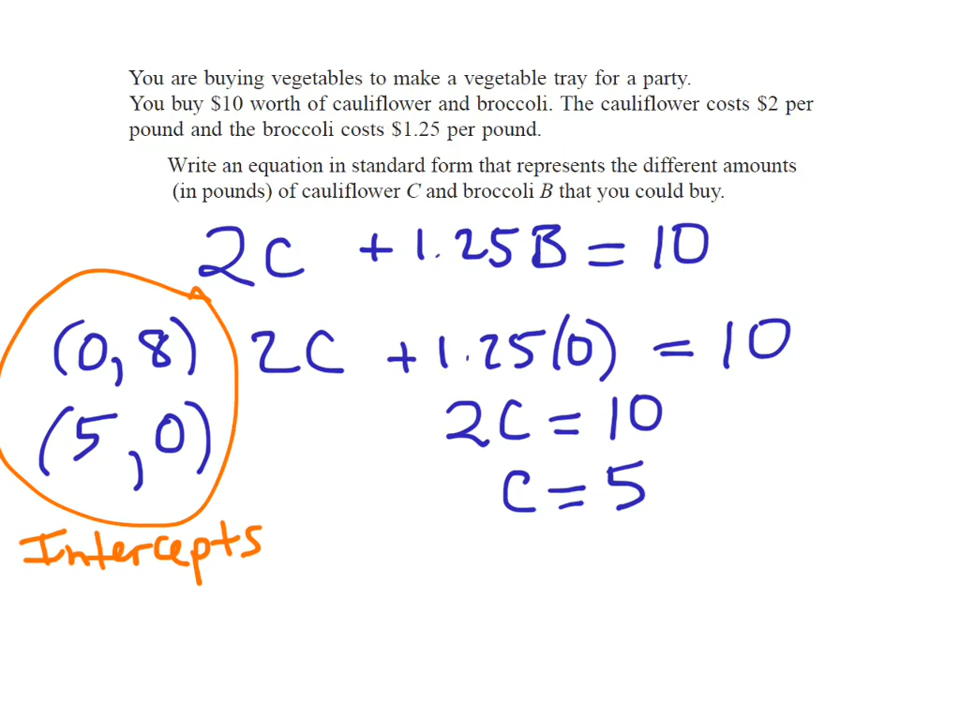 You are buying vegetables to make a vegetable tray for a party.
You buy $10 worth of cauliflower and broccoli. The cauliflower costs $2 per
pound and the broccoli costs $1.25 per pound.
Write an equation in standard form that represents the different amounts
(in pounds) of cauliflower C and broccoli B that you could buy.
2C + 1.25B = 10
(0, 8) 2C + 1.25(0) = 10
(5, 0) 2C = 10
C = 5
Intercepts